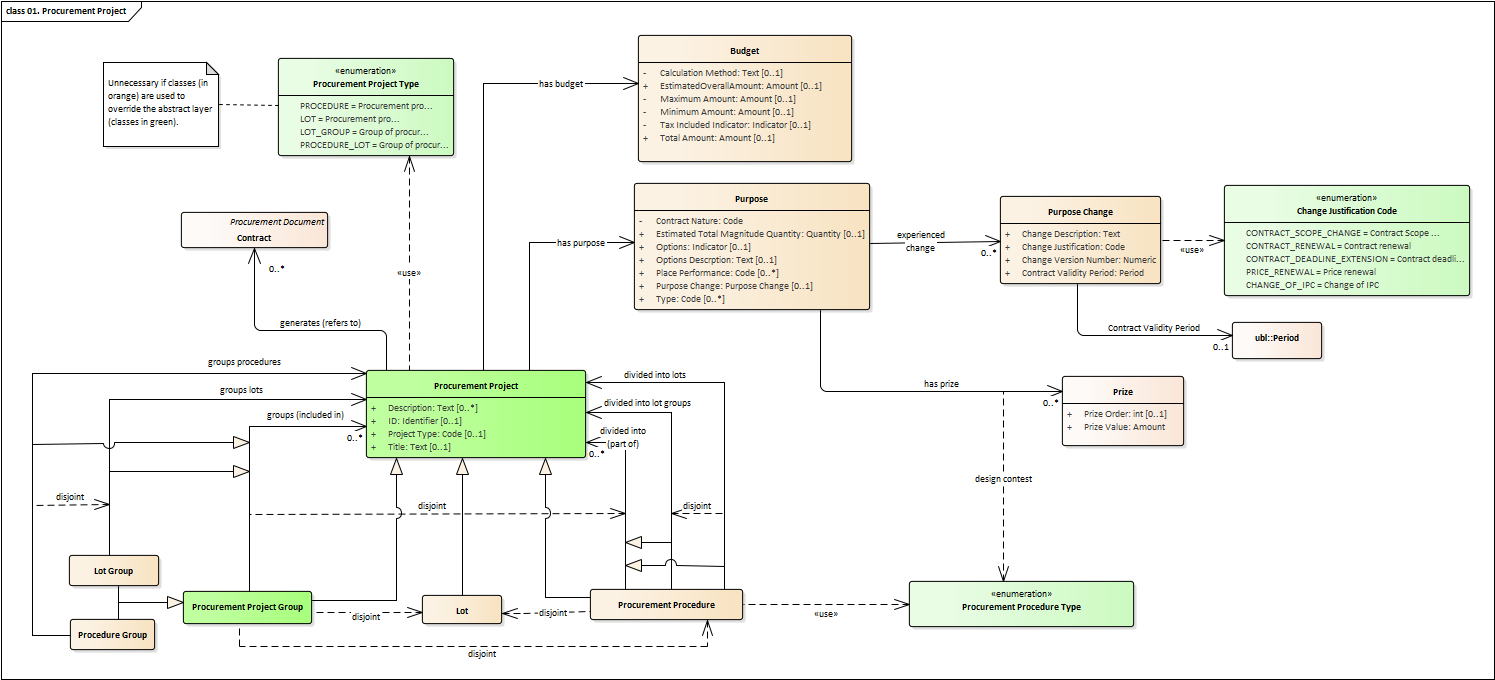 class 01. Procurement Project
Unnecessary if classes (in
orange) are used to
override the abstract layer
(classes in green).
«enumeration»
Procurement Project Type
PROCEDURE = Procurement pro...
LOT = Procurement pro...
LOT_GROUP = Group of procur...
PROCEDURE_LOT = Group of procur...
has budget
Budget
- Calculation Method: Text [0..1]
+ EstimatedOverallAmount: Amount [0..1]
- Maximum Amount: Amount [0..1]
- Minimum Amount: Amount [0..1]
- Tax Included Indicator: Indicator [0..1]
+ Total Amount: Amount [0..1]
Procurement Document
Contract
0..*
generates (refers to)
«use»
has purpose
Purpose
- Contract Nature: Code
+ Estimated Total Magnitude Quantity: Quantity [0..1]
+ Options: Indicator [0..1]
+ Options Descrption: Text [0..1]
+ Place Performance: Code [0..*]
+ Purpose Change: Purpose Change [0..1]
+ Type: Code [0..*]
experienced
change
0..*
Purpose Change
+ Change Description: Text
+ Change Justification: Code
+ Change Version Number: Numeric
+ Contract Validity Period: Period
«use»
«enumeration»
Change Justification Code
CONTRACT_SCOPE_CHANGE = Contract Scope ...
CONTRACT_RENEWAL = Contract renewal
CONTRACT_DEADLINE_EXTENSION = Contract deadli...
PRICE_RENEWAL = Price renewal
CHANGE_OF_IPC = Change of IPC
Contract Validity Period
0..1
ubl::Period
has prize
0..*
Prize
+ Prize Order: int [0..1]
+ Prize Value: Amount
groups procedures
groups lots
groups (included in)
0..*
Procurement Project
+ Description: Text [0..*]
+ ID: Identifier [0..1]
+ Project Type: Code [0..1]
+ Title: Text [0..1]
divided into lots
divided into lot groups
divided into
(part of)
0..*
design contest
disjoint
disjoint
disjoint
Lot Group
Procurement Project Group
Procedure Group
disjoint
Lot
disjoint
Procurement Procedure
«use»
«enumeration»
Procurement Procedure Type
disjoint